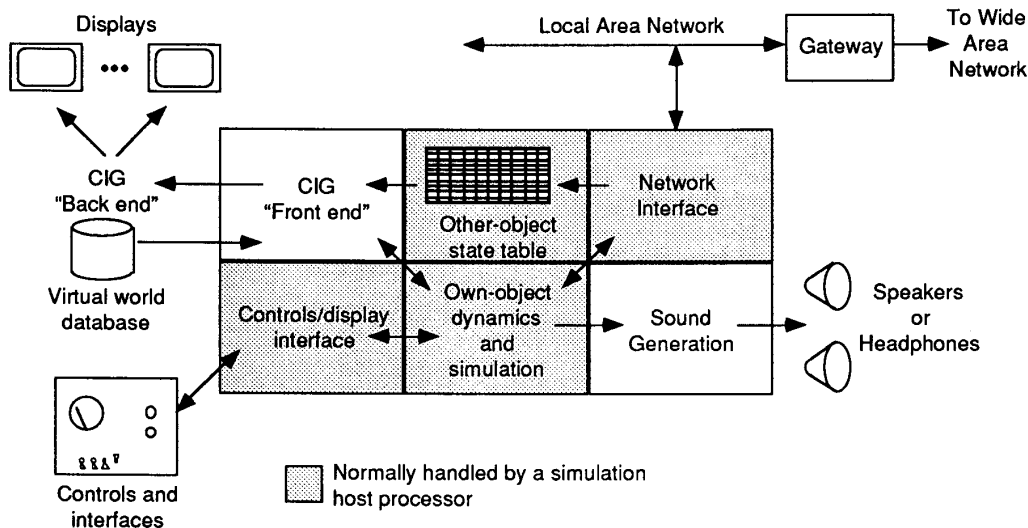 Displays
Local Area Network
Gateway
To Wide
Area
Network
CIG
"Back end"
CIG
"Front end"
Other-object
state table
Network
Interface
Virtual world
database
Controls/display
interface
Own-object
dynamics
and
simulation
Sound
Generation
Speakers
or
Headphones
Controls and
interfaces
Normally handled by a simulation
host processor